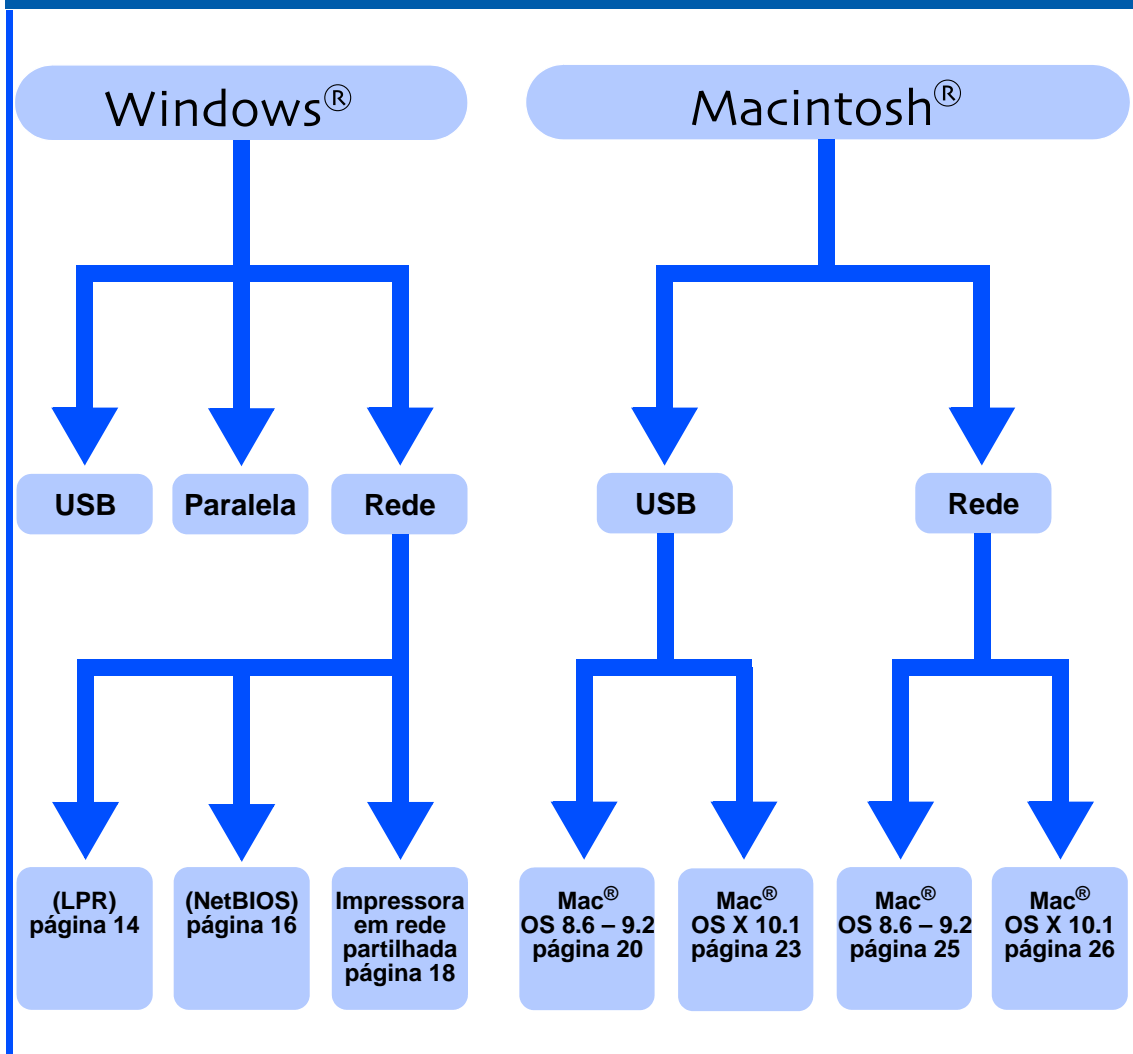 Windows®
Macintosh®
USB
Paralela
Rede
USB
Rede
(LPR)
página 14
(NetBIOS)
página 16
Impressora
em rede
partilhada
página 18
Mac®
OS 8.6 – 9.2
página 20
Mac®
OS X 10.1
página 23
Mac®
OS 8.6 – 9.2
página 25
Mac®
OS X 10.1
página 26